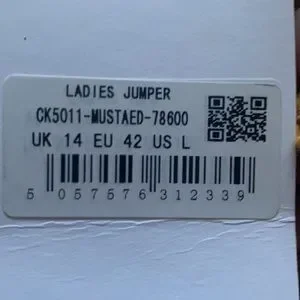 LADIES JUMPER
CK5011-MUSTAED-78600
UK 14 EU 42 US L
5 057576 312339